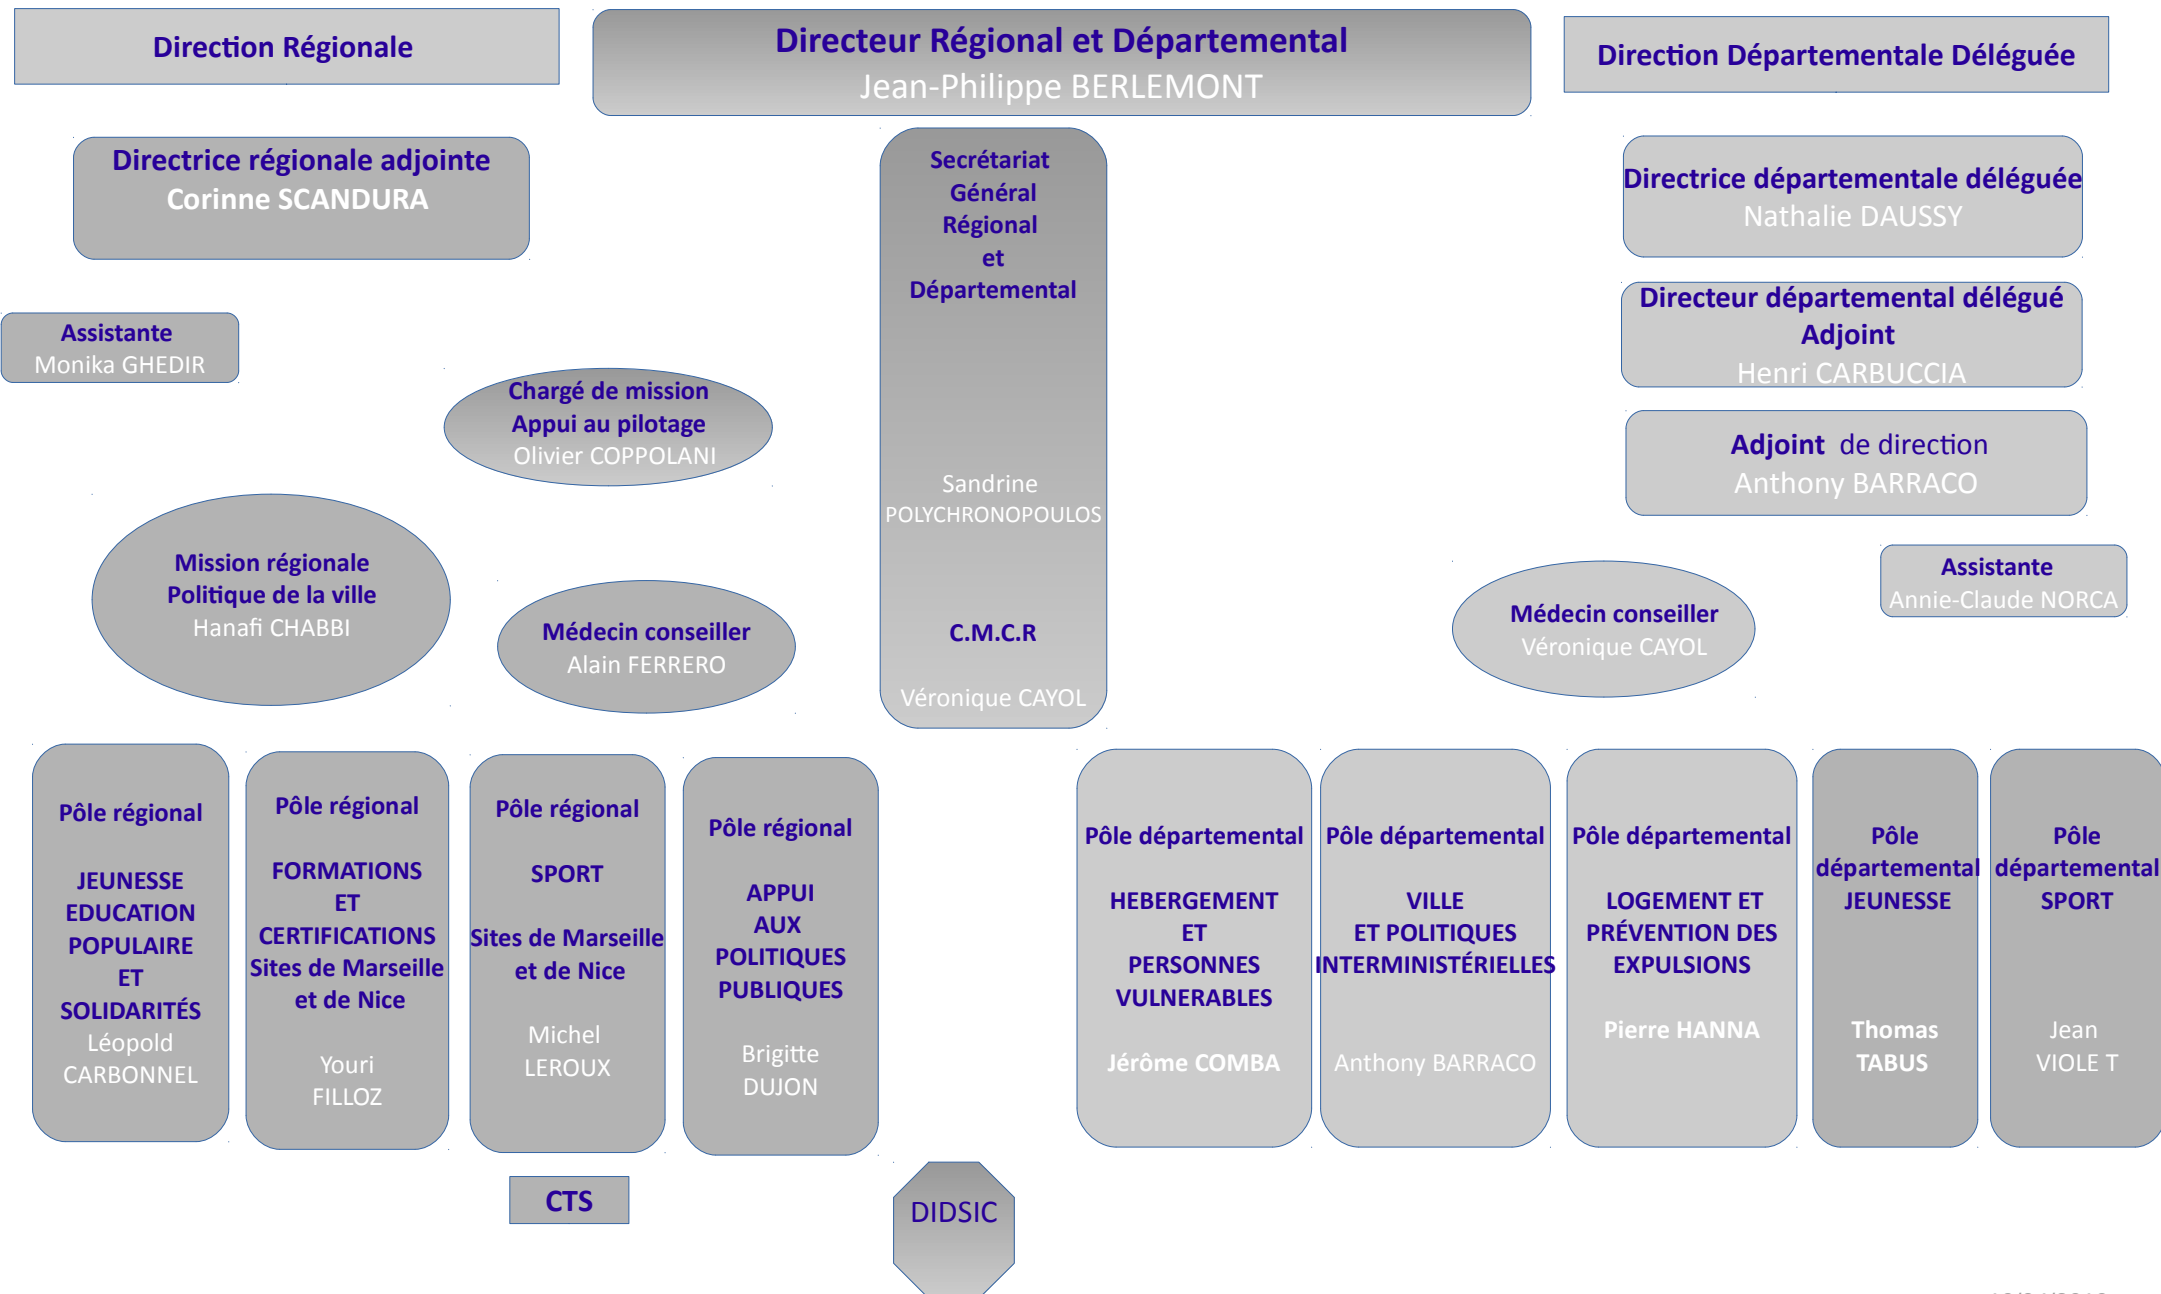 Direction Régionale
Directeur Régional et Départemental
Jean-Philippe BERLEMONT
Direction Départementale Déléguée
Directrice régionale adjointe
Corinne SCANDURA
Secrétariat
Général
Régional
et
Départemental
Sandrine
POLYCHRONOPOULOS
C.M.C.R
Véronique CAYOL
Directrice départementale déléguée
Nathalie DAUSSY
Directeur départemental délégué
Adjoint
Henri CARBUCCIA
Adjoint de direction
Anthony BARRACO
Assistante
Monika GHEDIR
Chargé de mission
Appui au pilotage
Olivier COPPOLANI
Mission régionale
Politique de la ville
Hanafi CHABBI
Médecin conseiller
Alain FERRERO
Médecin conseiller
Véronique CAYOL
Assistante
Annie-Claude NORCA
Pôle régional
JEUNESSE
EDUCATION
POPULAIRE
ET
SOLIDARITÉS
Léopold
CARBONNEL
Pôle régional
FORMATIONS
ET
CERTIFICATIONS
Sites de Marseille
et de Nice
Youri
FILLOZ
Pôle régional
SPORT
Sites de Marseille
et de Nice
Michel
LEROUX
Pôle régional
APPUI
AUX
POLITIQUES
PUBLIQUES
Brigitte
DUJON
Pôle départemental
HEBERGEMENT
ET
PERSONNES
VULNERABLES
Jérôme COMBA
Pôle départemental
VILLE
ET POLITIQUES
INTERMINISTÉRIELLES
Anthony BARRACO
Pôle départemental
LOGEMENT ET
PRÉVENTION DES
EXPULSIONS
Pierre HANNA
Pôle
départemental
JEUNESSE
Thomas
TABUS
Pôle
départemental
SPORT
Jean
VIOLE T
CTS
DIDSIC